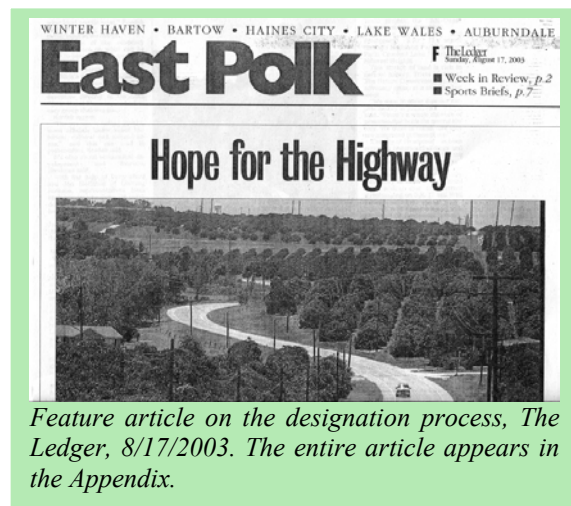 WINTER HAVEN • BARTOW • HAINES CITY • LAKE WALES • AUBURNDALE
East Polk
F The Ledger
Sunday, August 17, 2003
■ Week in Review, p.2
■ Sports Briefs, p.7
Hope for the Highway
Feature article on the designation process, The
Ledger, 8/17/2003. The entire article appears in
the Appendix.